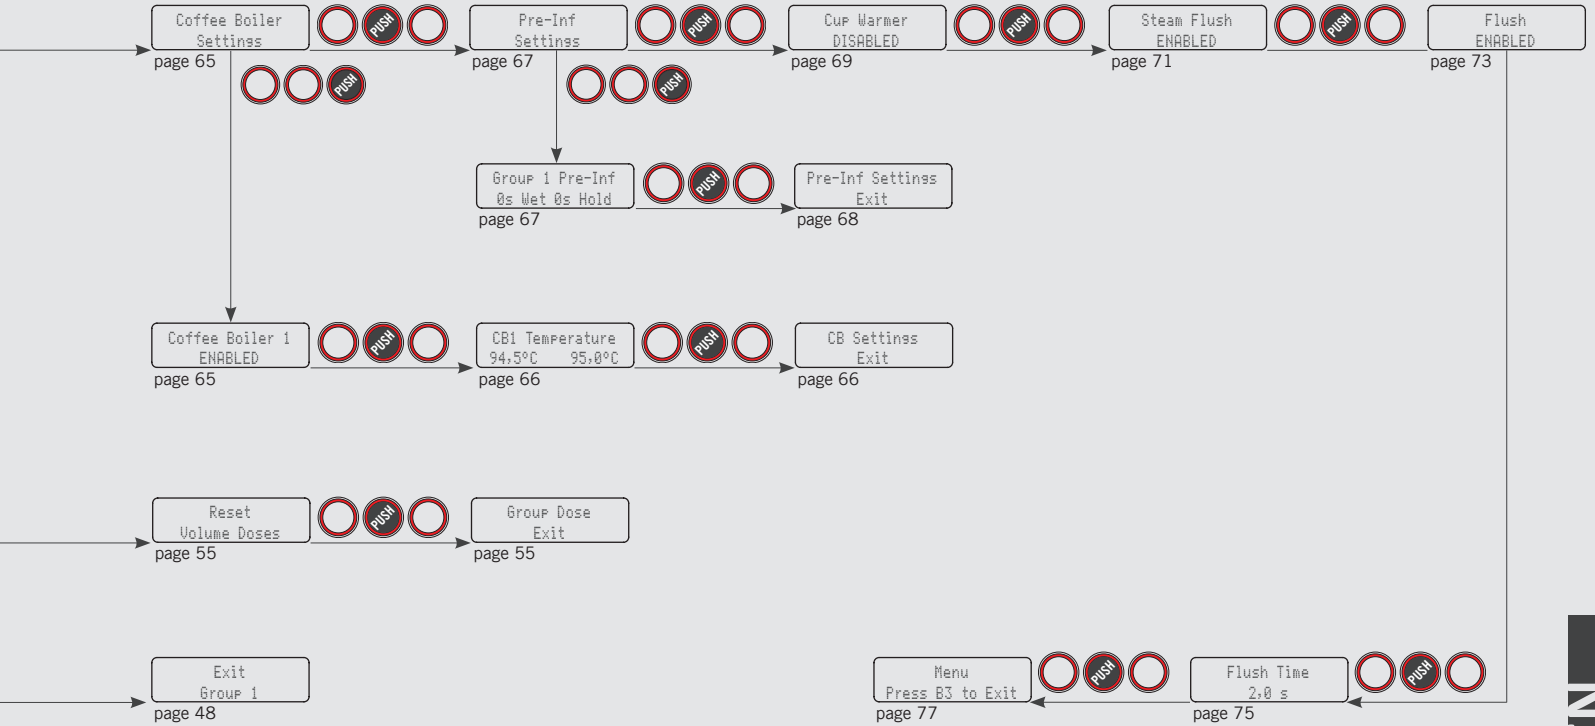 Coffee Boiler
Settings
page 65
PUSH
Pre-Inf
Settings
page 67
PUSH
Cup Warmer
DISABLED
page 69
PUSH
Steam Flush
ENABLED
page 71
PUSH
Flush
ENABLED
page 73
PUSH
PUSH
Group 1 Pre-Inf
0s Wet 0s Hold
page 67
PUSH
Pre-Inf Settings
Exit
page 68
Coffee Boiler 1
ENABLED
page 65
PUSH
CB1 Temperature
94,5°C 95,0°C
page 66
PUSH
CB Settings
Exit
page 66
Reset
Volume Doses
page 55
PUSH
Group Dose
Exit
page 55
Exit
Group 1
page 48
Menu
Press B3 to Exit
page 77
PUSH
Flush Time
2,0 s
page 75
PUSH